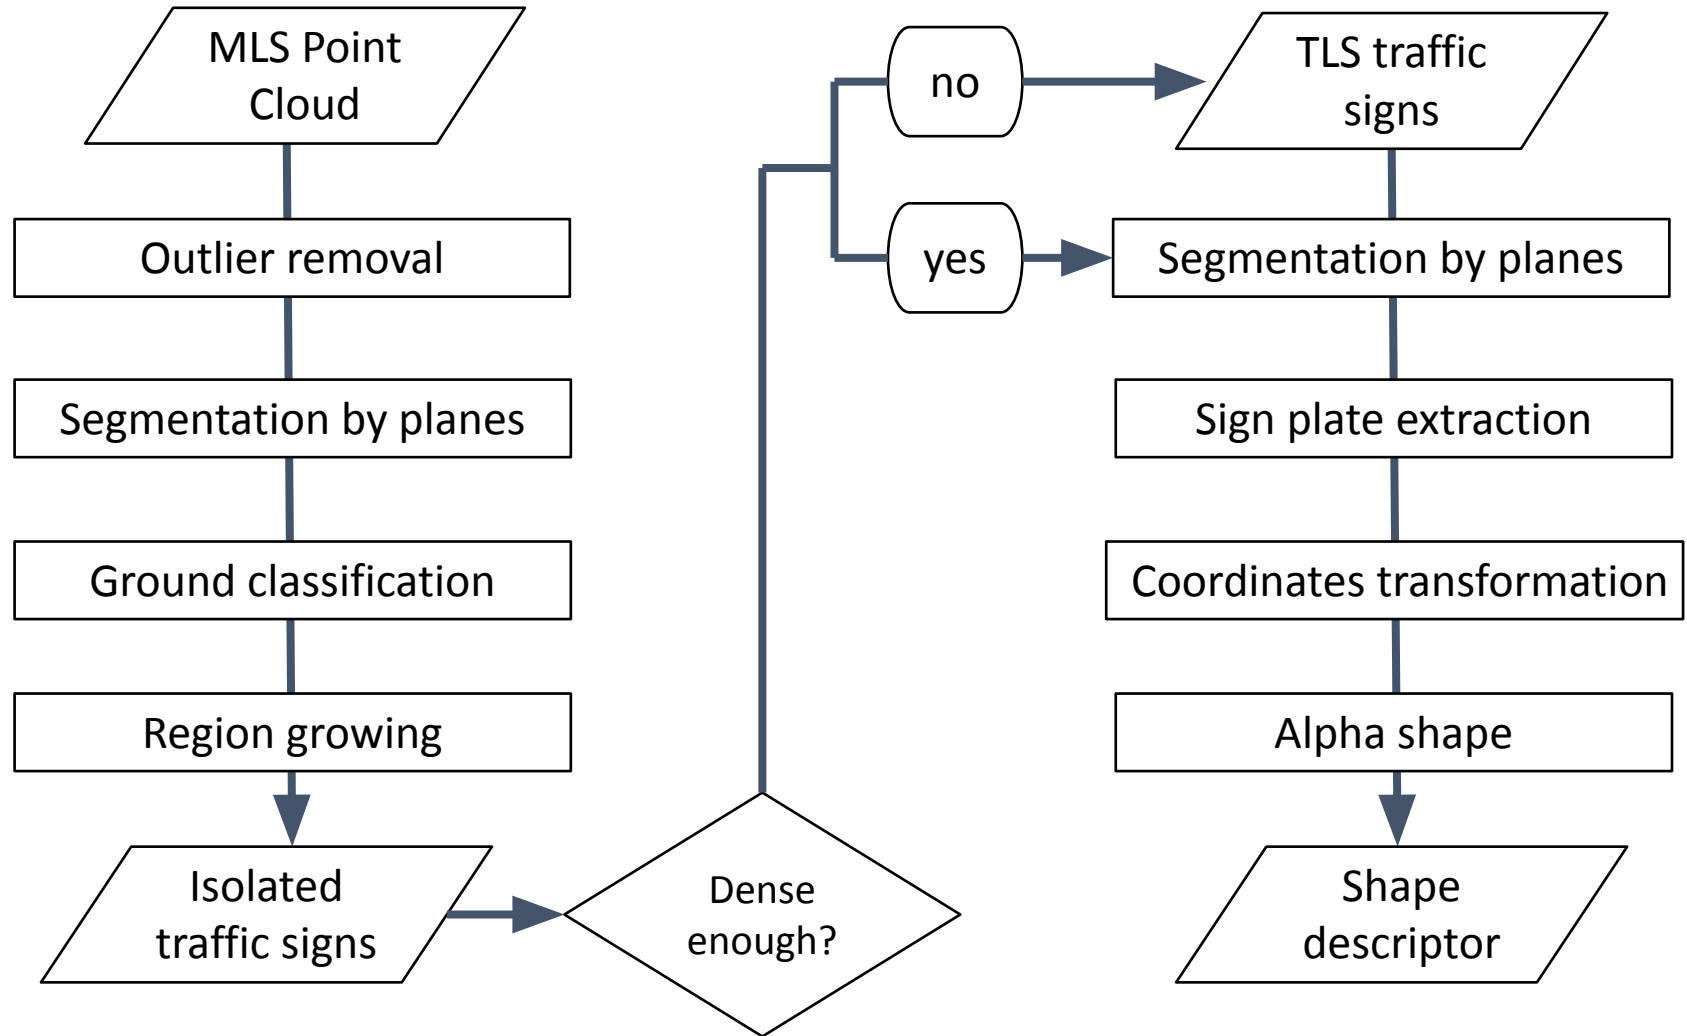 MLS Point
Cloud
Outlier removal
Segmentation by planes
Ground classification
Region growing
Isolated
traffic signs
Dense
enough?
no
yes
TLS traffic
signs
Segmentation by planes
Sign plate extraction
Coordinates transformation
Alpha shape
Shape
descriptor